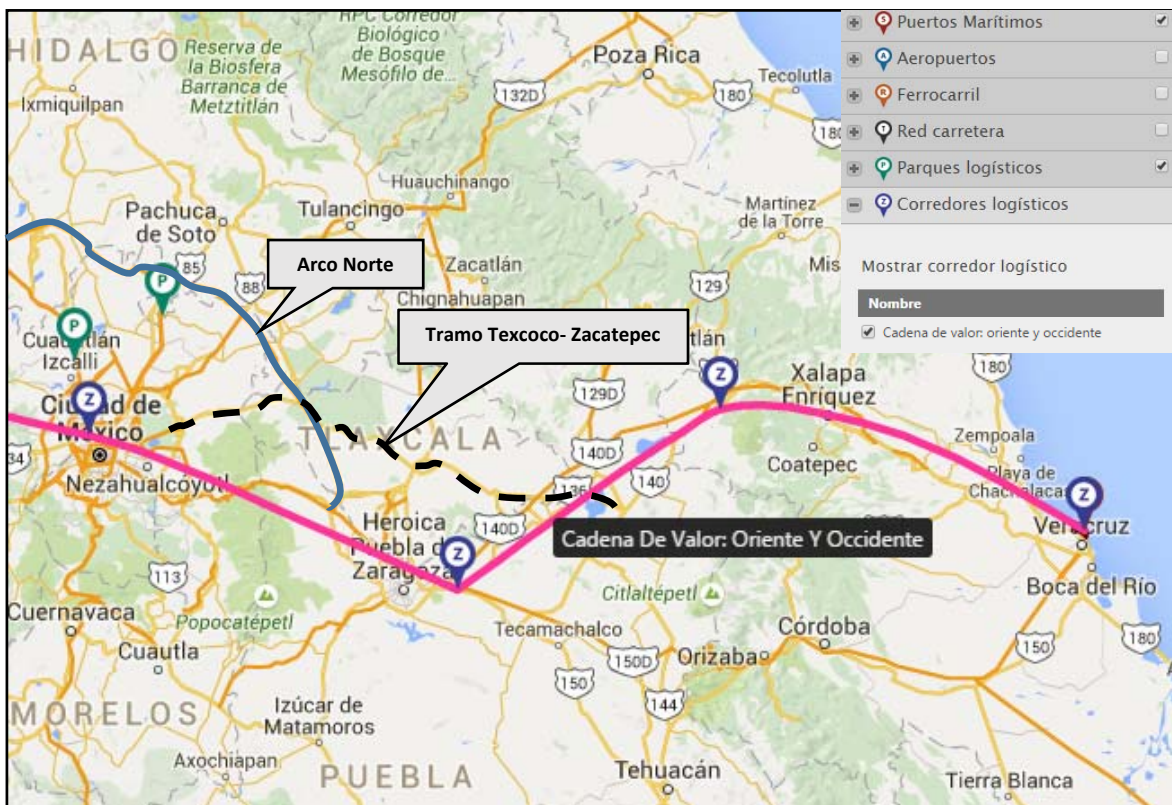 HIDALGO
Reserva de
la Biosfera
Barranca de
Metztitlán
RPC Corredor
Biológico
de Bosque
Mesófilo de...
Poza Rica
Tecolutla
Ixmiquilpan
132D
180
180
Huauchinango
Pachuca
de Soto
Tulancingo
Martínez
de la Torre
Arco Norte
85
88
Zacatlán
Chignahuapan
129
Mis
P
P
Tramo Texcoco- Zacatepec
tlán
Izcalli
Z
Z
129D
Xalapa
Enríquez
180
Ciudad de
México
34
TLAXCALA
140D
140
Coatepec
Zempoala
Playa de
Chachalacas
Nezahualcóyotl
136
Z
Heroica
Puebla de
Zaragoza
140D
Z
Cadena De Valor: Oriente Y Occidente
Veracruz
Boca del Río
113
Popocatépetl
Citlaltépetl
Cuernavaca
Cuautla
Tecamachalco
Córdoba
Orizaba
150D
150
150
180
144
MORELOS
Izúcar de
Matamoros
Axochiapan
PUEBLA
Tehuacán
Tierra Blanca
S Puertos Marítimos
A Aeropuertos
R Ferrocarril
T Red carretera
P Parques logísticos
Z Corredores logísticos
Mostrar corredor logístico
Nombre
Cadena de valor: oriente y occidente